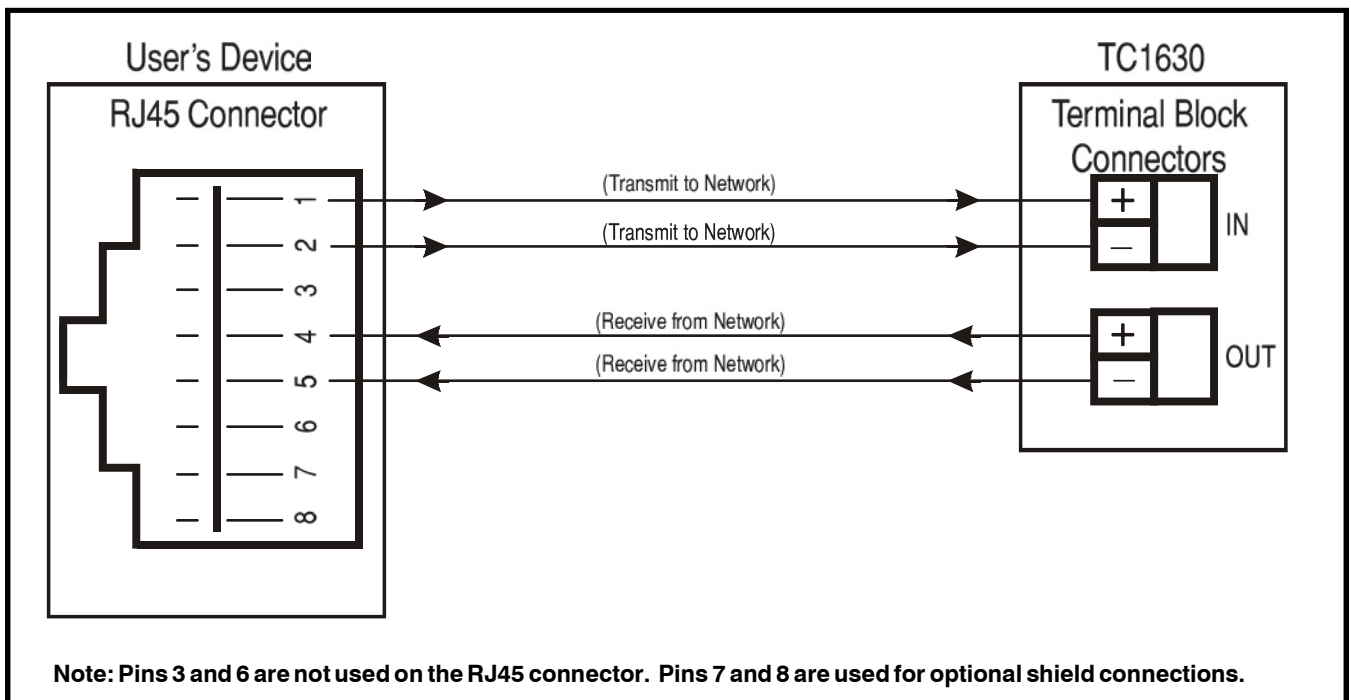 User's Device
TC1630
RJ45 Connector
Terminal Block
Connectors
1
(Transmit to Network)
+
2
(Transmit to Network)
–
IN
3
4
(Receive from Network)
+
5
(Receive from Network)
–
OUT
6
7
8
Note: Pins 3 and 6 are not used on the RJ45 connector. Pins 7 and 8 are used for optional shield connections.